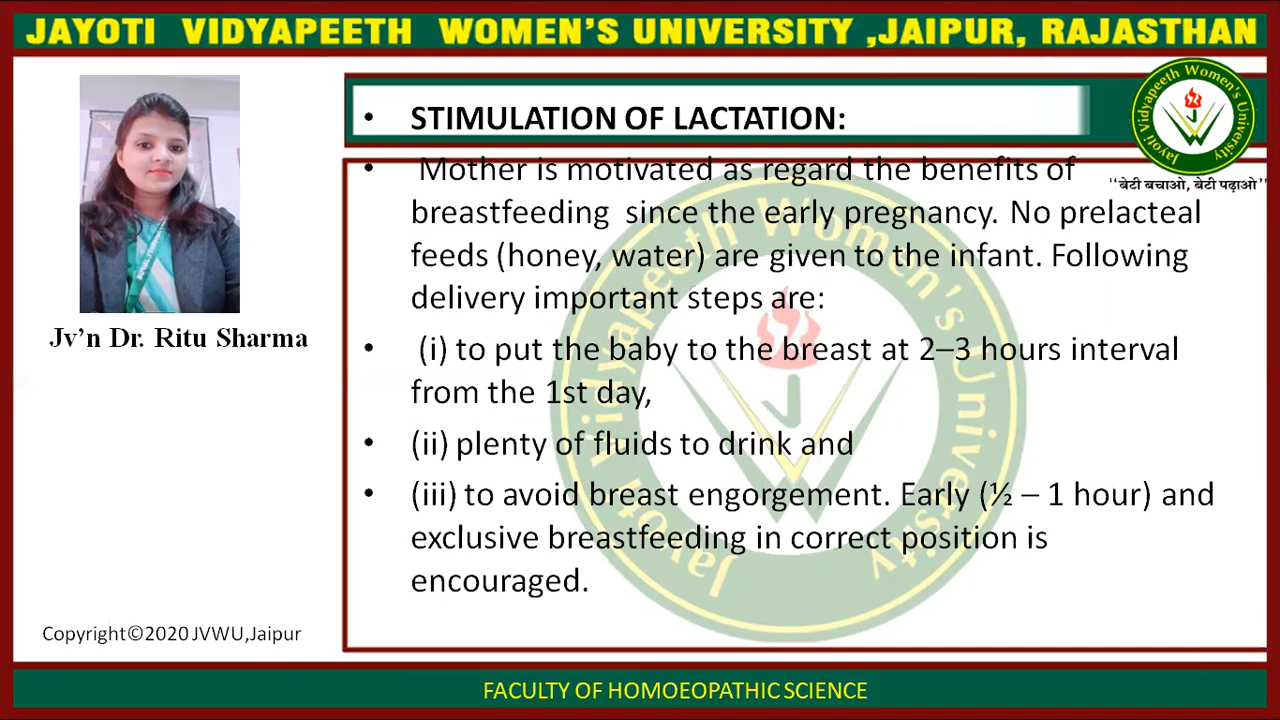 JAYOTI VIDYAPEETH WOMEN'S UNIVERSITY ,JAIPUR, RAJASTHAN
• STIMULATION OF LACTATION:
Jayoti Vidyapeeth Women's University
"बेटी बचाओ, बेटी पढ़ाओ"
• Mother is motivated as regard the benefits of
breastfeeding since the early pregnancy. No prelacteal
feeds (honey, water) are given to the infant. Following
delivery important steps are:
• (i) to put the baby to the breast at 2–3 hours interval
from the 1st day,
• (ii) plenty of fluids to drink and
• (iii) to avoid breast engorgement. Early (½ – 1 hour) and
exclusive breastfeeding in correct position is
encouraged.
Jayoti Vidyapeeth Women's University
Jv'n Dr. Ritu Sharma
Copyright©2020 JVWU,Jaipur
FACULTY OF HOMOEOPATHIC SCIENCE